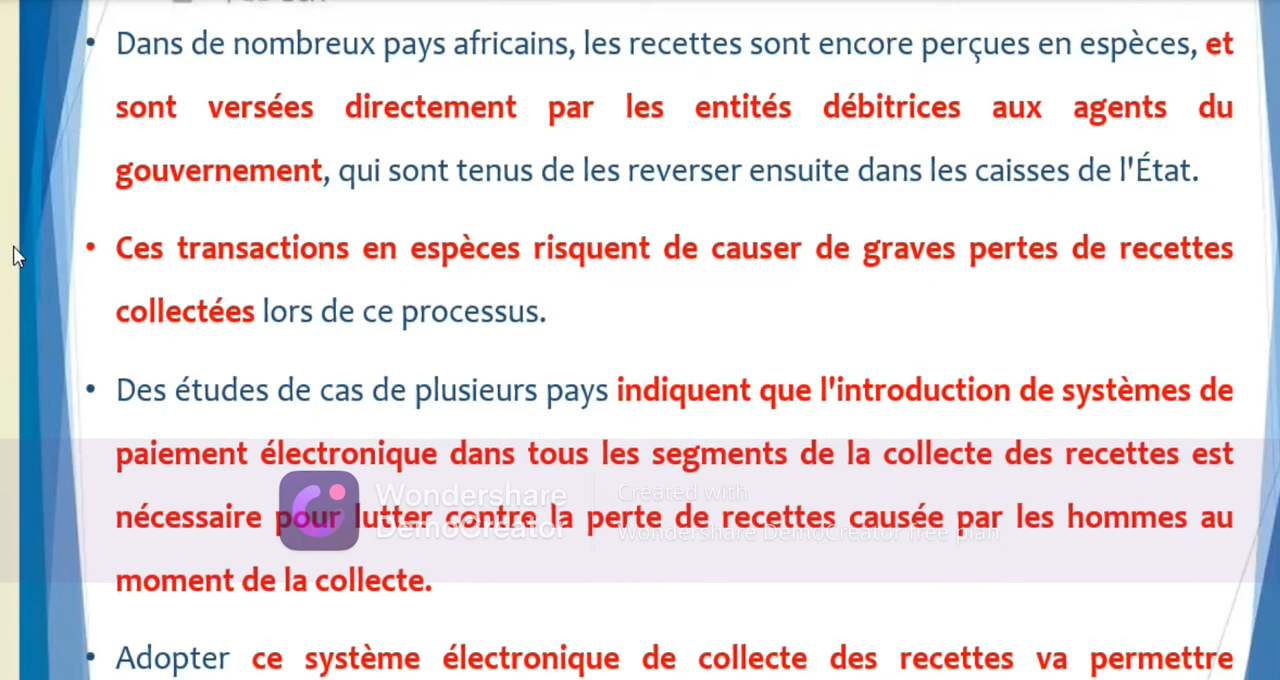 • Dans de nombreux pays africains, les recettes sont encore perçues en espèces, et
sont versées directement par les entités débitrices aux agents du
gouvernement, qui sont tenus de les reverser ensuite dans les caisses de l'État.
• Ces transactions en espèces risquent de causer de graves pertes de recettes
collectées lors de ce processus.
• Des études de cas de plusieurs pays indiquent que l'introduction de systèmes de
paiement électronique dans tous les segments de la collecte des recettes est
nécessaire pour lutter contre la perte de recettes causée par les hommes au
moment de la collecte.
Wondershare
DemoCreator
Created with
Wondershare DemoCreator free plan
• Adopter ce système électronique de collecte des recettes va permettre